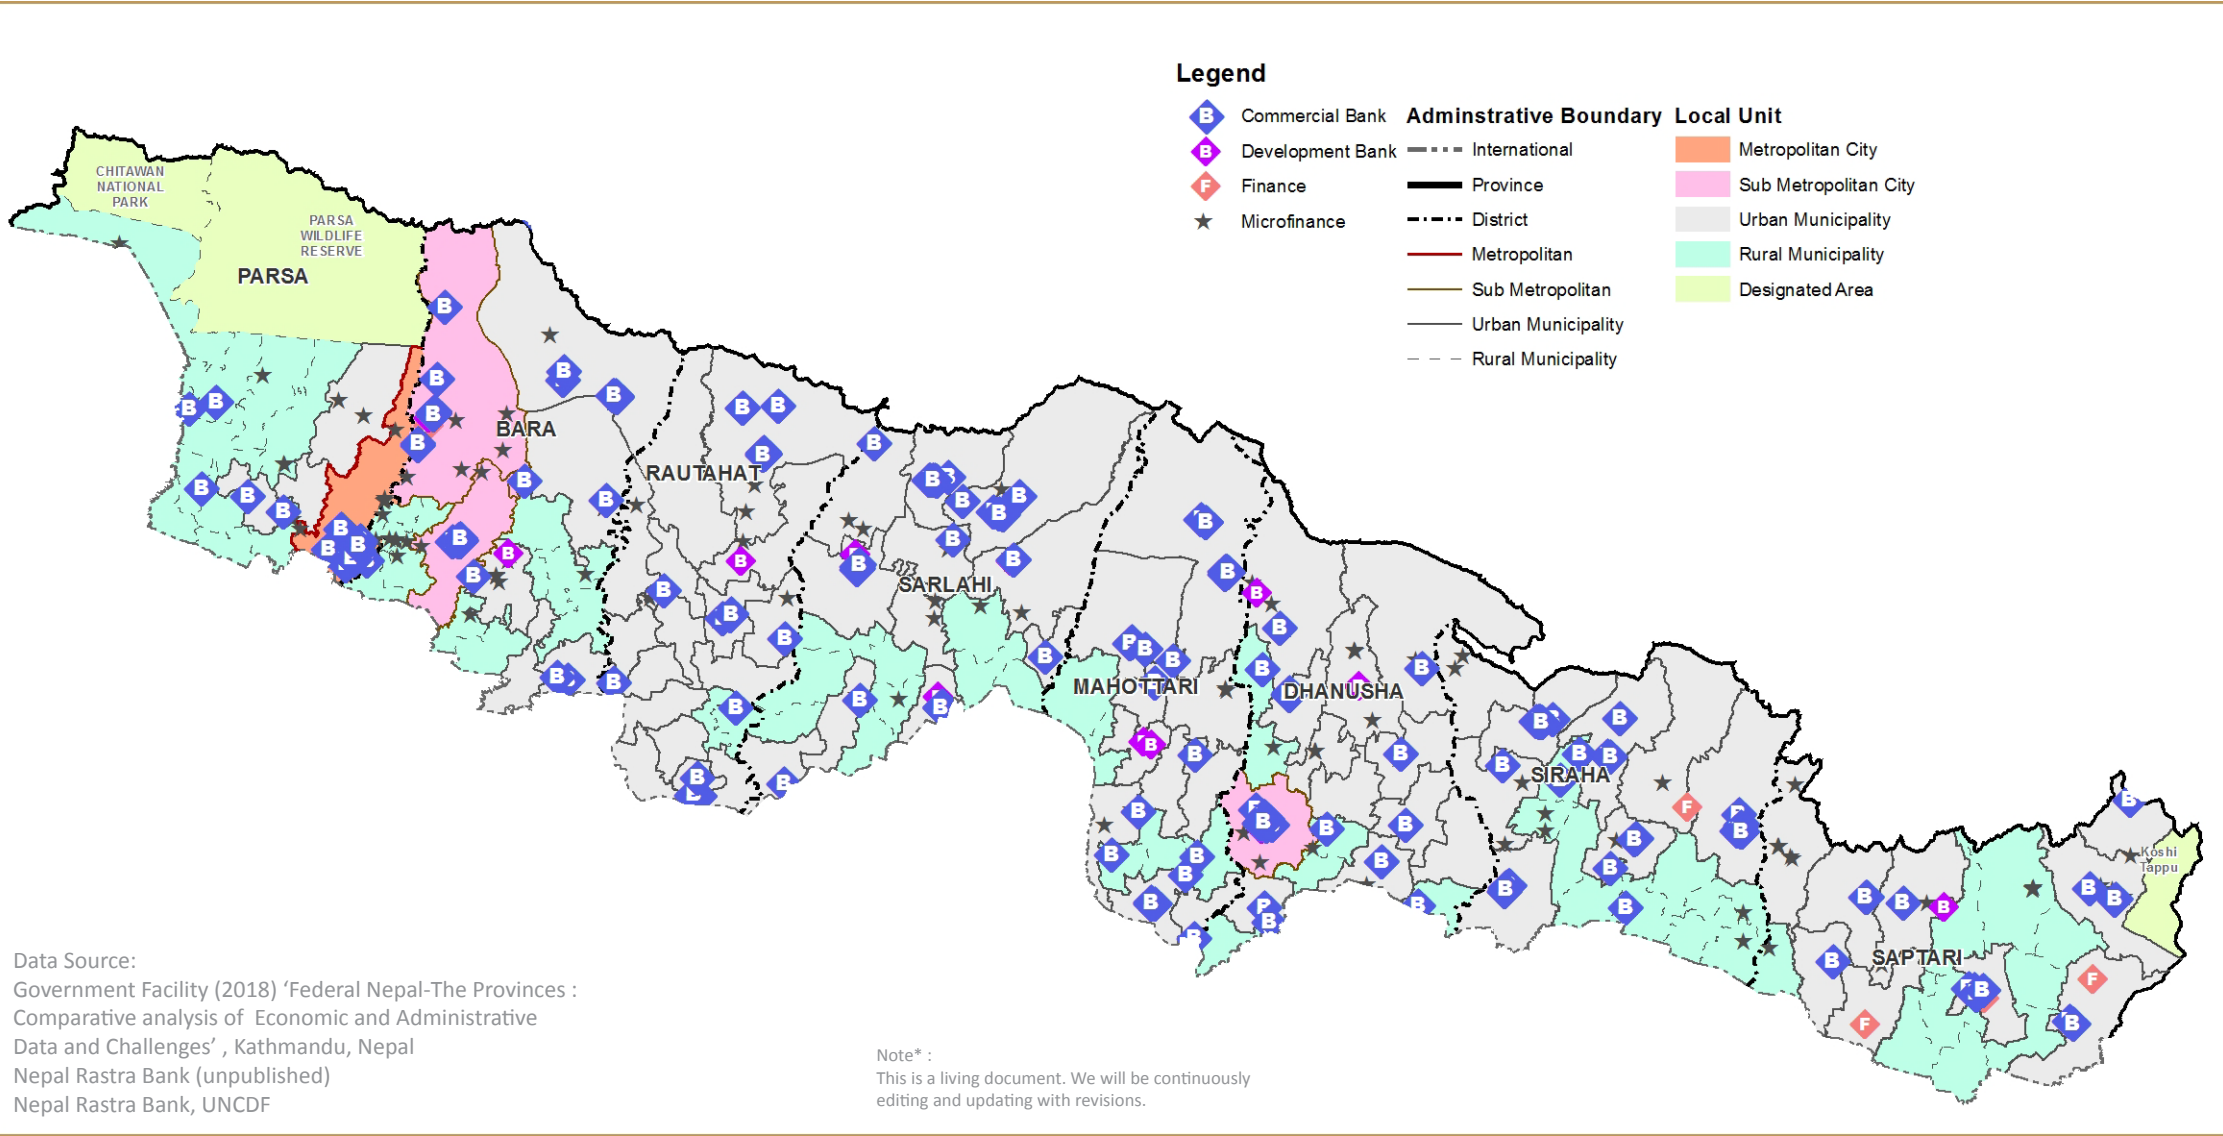 Legend
Commercial Bank
Development Bank
Finance
Microfinance
Adminstrative Boundary
International
Province
District
Metropolitan
Sub Metropolitan
Urban Municipality
Rural Municipality
Local Unit
Metropolitan City
Sub Metropolitan City
Urban Municipality
Rural Municipality
Designated Area
CHITAWAN
NATIONAL
PARK
PARSA
WILDLIFE
RESERVE
PARSA
BARA
RAUTAHAT
SARLAHI
MAHOTTARI
DHANUSHA
SIRAHA
SAPTARI
Koshi
Tappu
Data Source:
Government Facility (2018) ‘Federal Nepal-The Provinces :
Comparative analysis of Economic and Administrative
Data and Challenges’ , Kathmandu, Nepal
Nepal Rastra Bank (unpublished)
Nepal Rastra Bank, UNCDF
Note* :
This is a living document. We will be continuously
editing and updating with revisions.